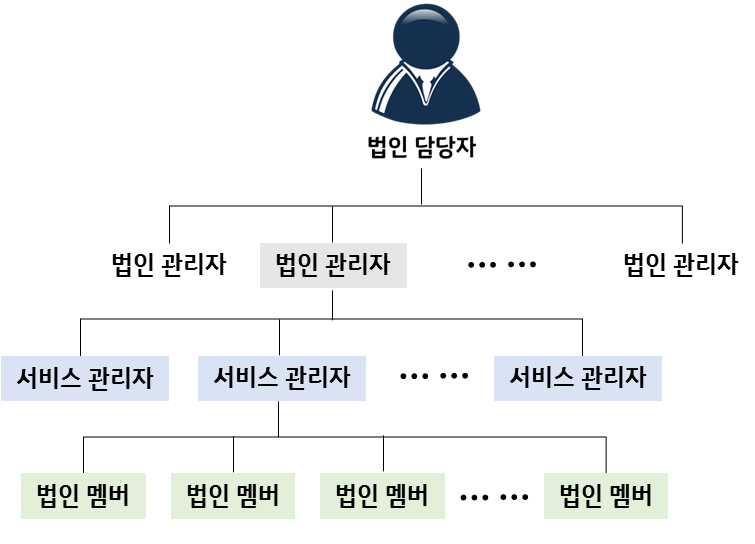 법인 담당자
법인 관리자 법인 관리자 ⋯ ⋯ 법인 관리자
서비스 관리자 서비스 관리자 ⋯ ⋯ 서비스 관리자
법인 멤버 법인 멤버 법인 멤버 ⋯ ⋯ 법인 멤버